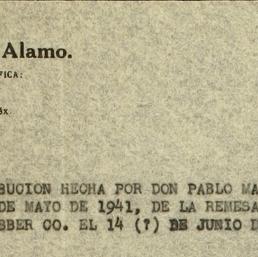 Alamo.
FICA:
BUCION HECHA POR DON PABLO MA
DE MAYO DE 1941, DE LA REMESA
BBER CO. EL 14 (?) DE JUNIO D